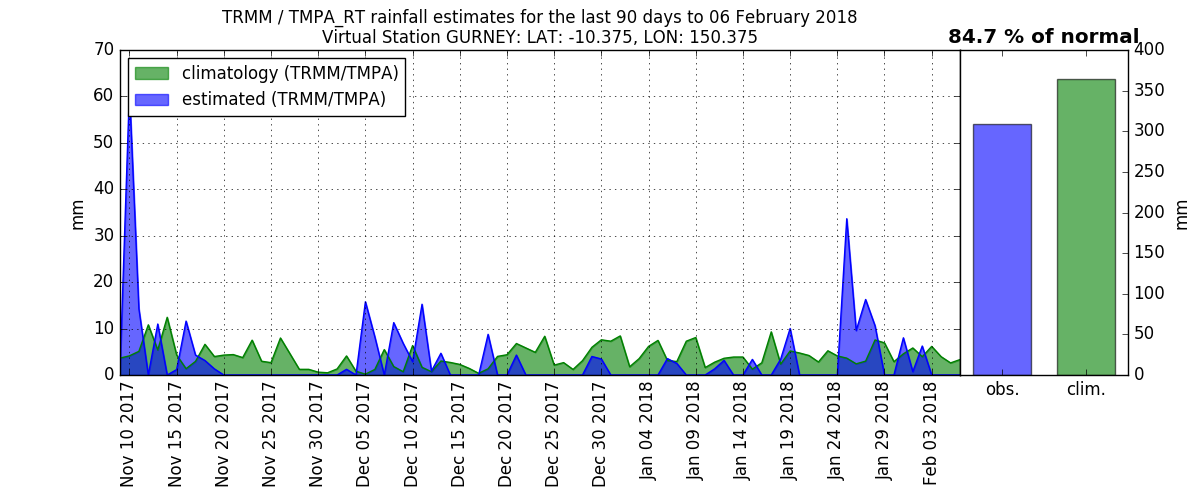 TRMM / TMPA_RT rainfall estimates for the last 90 days to 06 February 2018
Virtual Station GURNEY: LAT: -10.375, LON: 150.375
84.7 % of normal
climatology (TRMM/TMPA)
estimated (TRMM/TMPA)
70
60
50
40
30
20
10
0
mm
400
350
300
250
200
150
100
50
0
mm
obs.
clim.
Nov 10 2017
Nov 15 2017
Nov 20 2017
Nov 25 2017
Nov 30 2017
Dec 05 2017
Dec 10 2017
Dec 15 2017
Dec 20 2017
Dec 25 2017
Dec 30 2017
Jan 04 2018
Jan 09 2018
Jan 14 2018
Jan 19 2018
Jan 24 2018
Jan 29 2018
Feb 03 2018